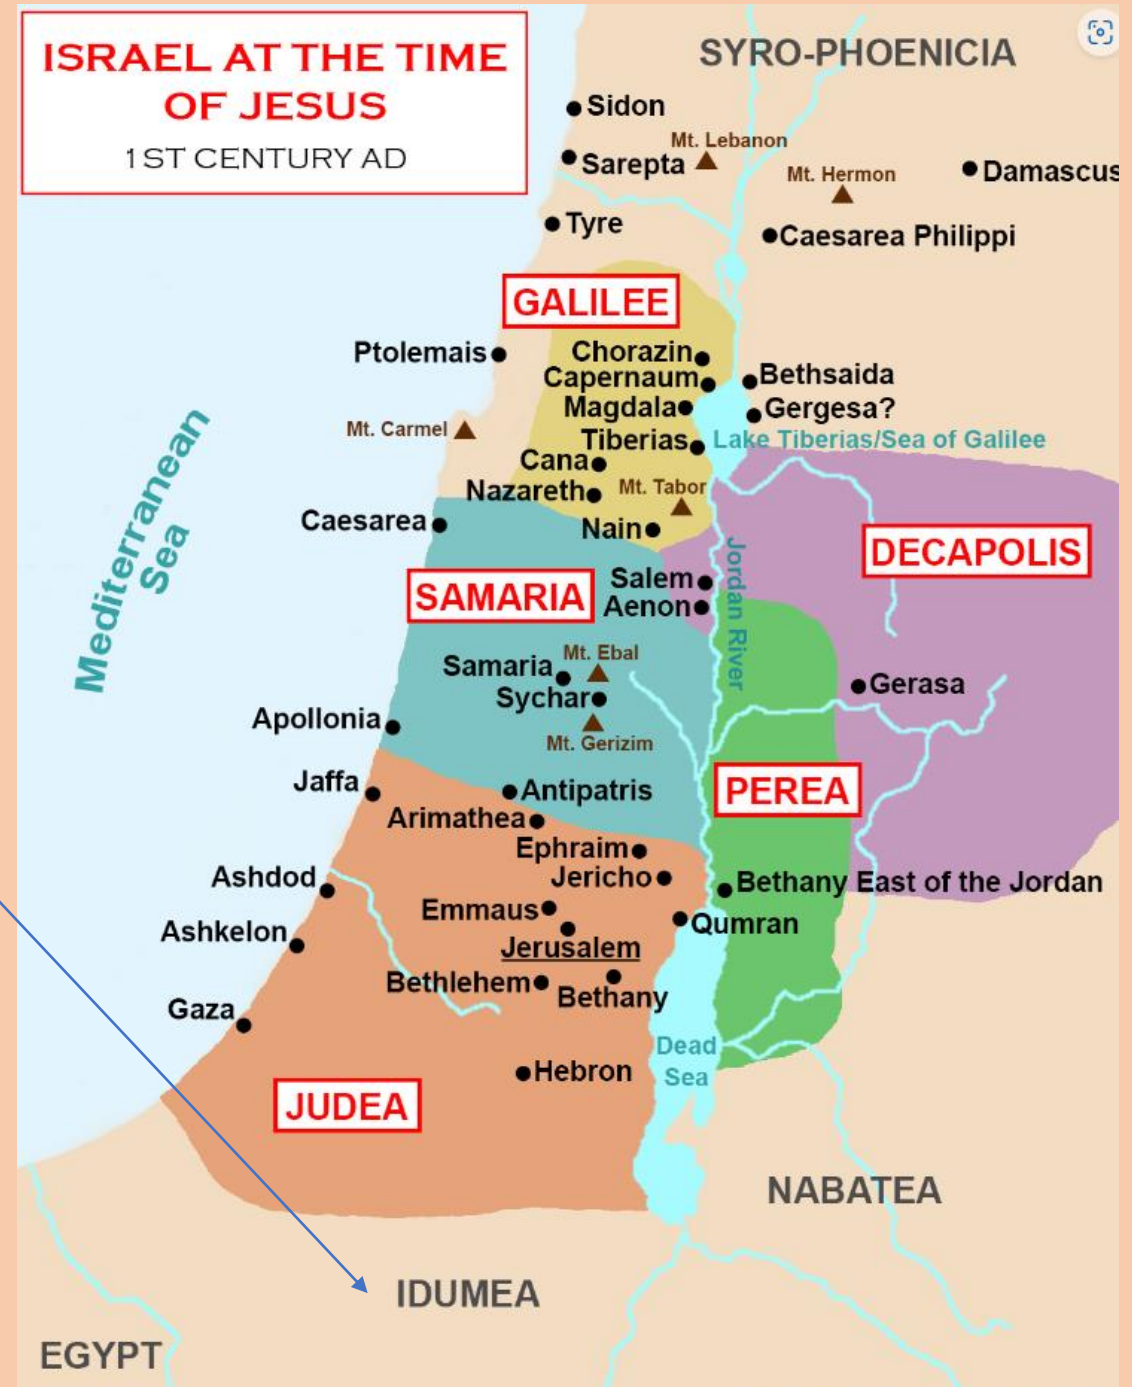 ISRAEL AT THE TIME
OF JESUS
1ST CENTURY AD
SYRO-PHOENICIA
Sidon
Mt. Lebanon
Sarepta
Mt. Hermon
Damascus
Tyre
Caesarea Philippi
GALILEE
Ptolemais
Chorazin
Capernaum
Bethsaida
Magdala
Gergesa?
Mt. Carmel
Tiberias
Lake Tiberias/Sea of Galilee
Cana
Nazareth
Mt. Tabor
Mediterranean
Sea
Caesarea
Nain
DECAPOLIS
Jordan River
SAMARIA
Salem
Aenon
Mt. Ebal
Samaria
Sychar
Gerasa
Apollonia
Mt. Gerizim
Jaffa
Antipatris
PEREA
Arimathea
Ephraim
Jericho
Ashdod
Bethany East of the Jordan
Emmaus
Qumran
Ashkelon
Jerusalem
Bethlehem
Bethany
Gaza
Dead
Sea
Hebron
JUDEA
NABATEA
IDUMEA
EGYPT